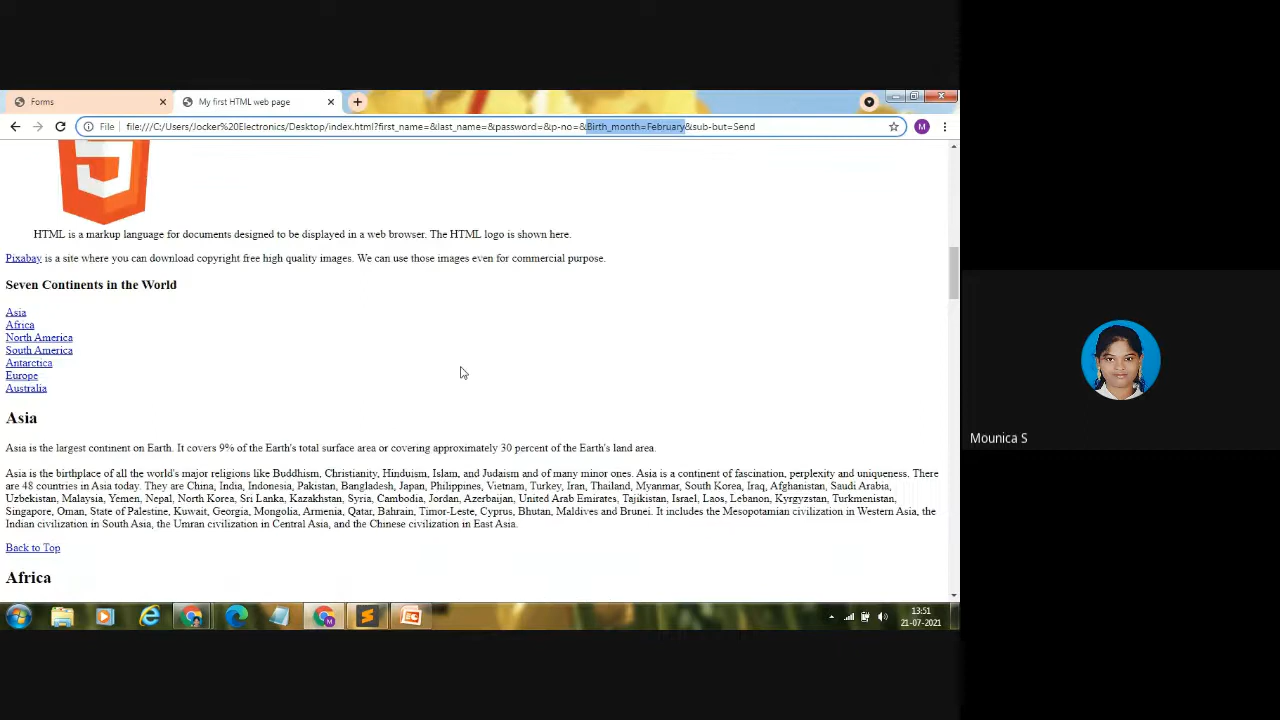 Forms
My first HTML web page
File
file:///C:/Users/Jocker%20Electronics/Desktop/index.html?first_name=&last_name=&password=&p-no=&Birth_month=February&sub-but=Send
M
HTML is a markup language for documents designed to be displayed in a web browser. The HTML logo is shown here.
Pixabay is a site where you can download copyright free high quality images. We can use those images even for commercial purpose.
Seven Continents in the World
Asia
Africa
North America
South America
Antarctica
Europe
Australia
Asia
Asia is the largest continent on Earth. It covers 9% of the Earth's total surface area or covering approximately 30 percent of the Earth's land area.
Asia is the birthplace of all the world's major religions like Buddhism, Christianity, Hinduism, Islam, and Judaism and of many minor ones. Asia is a continent of fascination, perplexity and uniqueness. There
are 48 countries in Asia today. They are China, India, Indonesia, Pakistan, Bangladesh, Japan, Philippines, Vietnam, Turkey, Iran, Thailand, Myanmar, South Korea, Iraq, Afghanistan, Saudi Arabia,
Uzbekistan, Malaysia, Yemen, Nepal, North Korea, Sri Lanka, Kazakhstan, Syria, Cambodia, Jordan, Azerbaijan, United Arab Emirates, Tajikistan, Israel, Laos, Lebanon, Kyrgyzstan, Turkmenistan,
Singapore, Oman, State of Palestine, Kuwait, Georgia, Mongolia, Armenia, Qatar, Bahrain, Timor-Leste, Cyprus, Bhutan, Maldives and Brunei. It includes the Mesopotamian civilization in Western Asia, the
Indian civilization in South Asia, the Umran civilization in Central Asia, and the Chinese civilization in East Asia.
Back to Top
Africa
13:51
21-07-2021
Mounica S